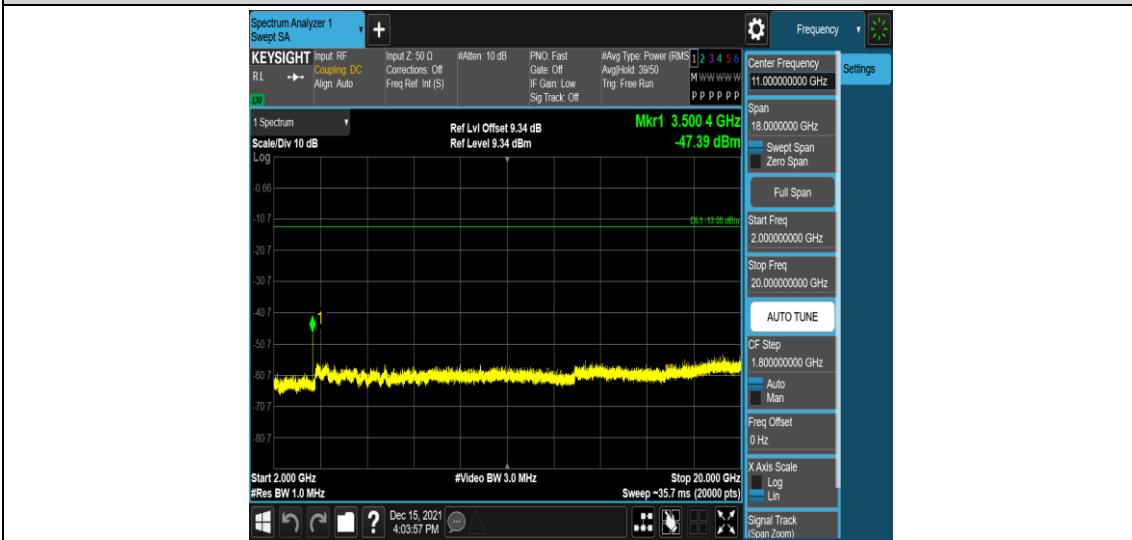 Spectrum Analyzer 1
Swept SA
Frequency
KEYSIGHT
RL
LXI
Input: RF
Coupling: DC
Align: Auto
Input Z: 50 Ω
Corrections: Off
Freq Ref: Int (S)
#Atten: 10 dB
PNO: Fast
Gate: Off
IF Gain: Low
Sig Track: Off
#Avg Type: Power (RMS
Avg|Hold: 39/50
Trig: Free Run
1 2 3 4 5 6
M W W W W W
P P P P P P
1 Spectrum
Scale/Div 10 dB
Log
Ref Lvl Offset 9.34 dB
Ref Level 9.34 dBm
Mkr1 3.500 4 GHz
-47.39 dBm
-0.66
-10.7
DL1 -13.00 dBm
-20.7
-30.7
-40.7
1
-50.7
-60.7
-70.7
-80.7
Start 2.000 GHz
#Video BW 3.0 MHz
Stop 20.000 GHz
#Res BW 1.0 MHz
Sweep ~35.7 ms (20000 pts)
Dec 15, 2021
4:03:57 PM
Center Frequency
11.000000000 GHz
Settings
Span
18.0000000 GHz
Swept Span
Zero Span
Full Span
Start Freq
2.000000000 GHz
Stop Freq
20.000000000 GHz
AUTO TUNE
CF Step
1.800000000 GHz
Auto
Man
Freq Offset
0 Hz
X Axis Scale
Log
Lin
Signal Track
(Span Zoom)